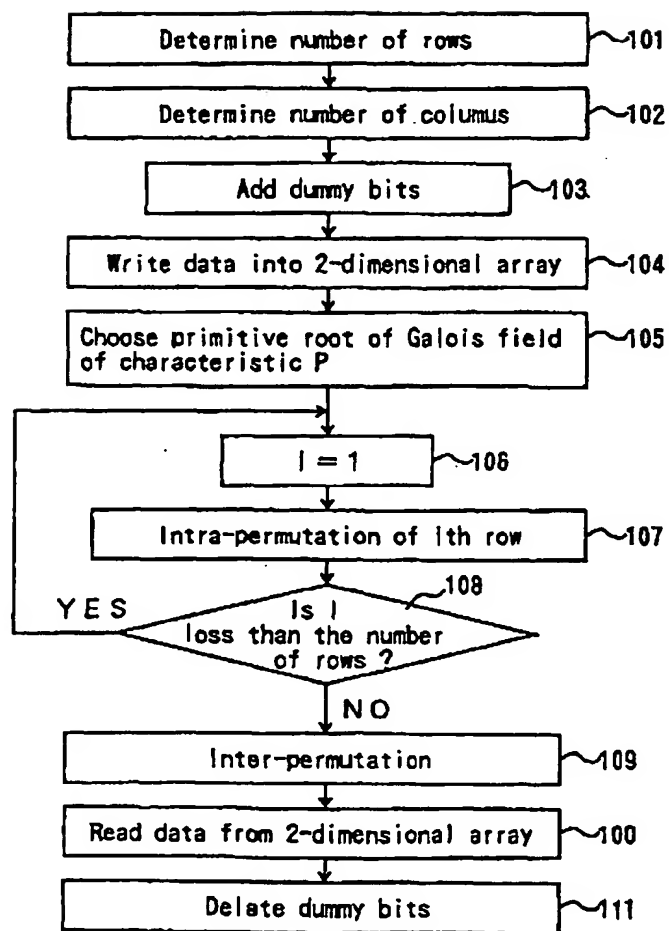 Determine number of rows 101
Determine number of columus 102
Add dummy bits 103
Write data into 2-dimensional array 104
Choose primitive root of Galois field
of characteristic P 105
I = 1 106
Intra-permutation of Ith row 107
108
YES
Is I
loss than the number
of rows ?
NO
Inter-permutation 109
Read data from 2-dimensional array 100
Delate dummy bits 111